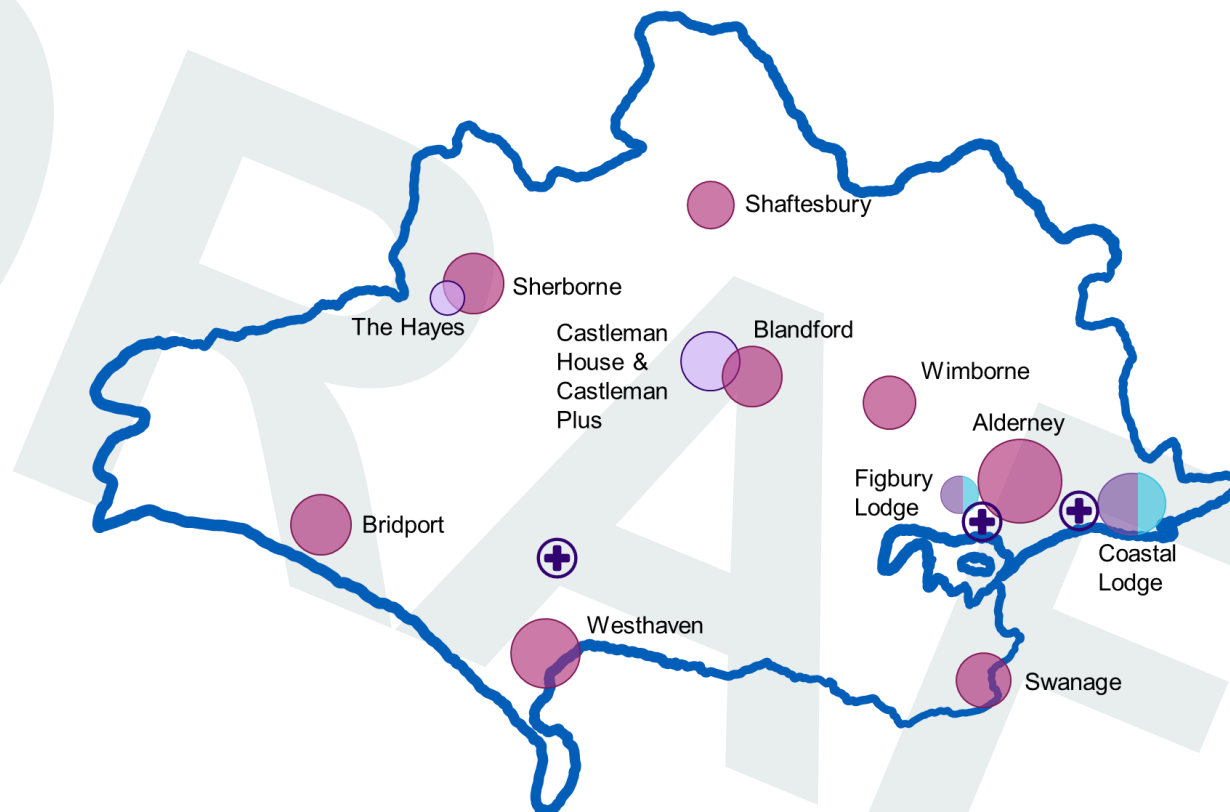 Shaftesbury
Sherborne
The Hayes
Castleman
House &
Castleman
Plus
Blandford
Wimborne
Alderney
Figbury
Lodge
Coastal
Lodge
Bridport
Westhaven
Swanage